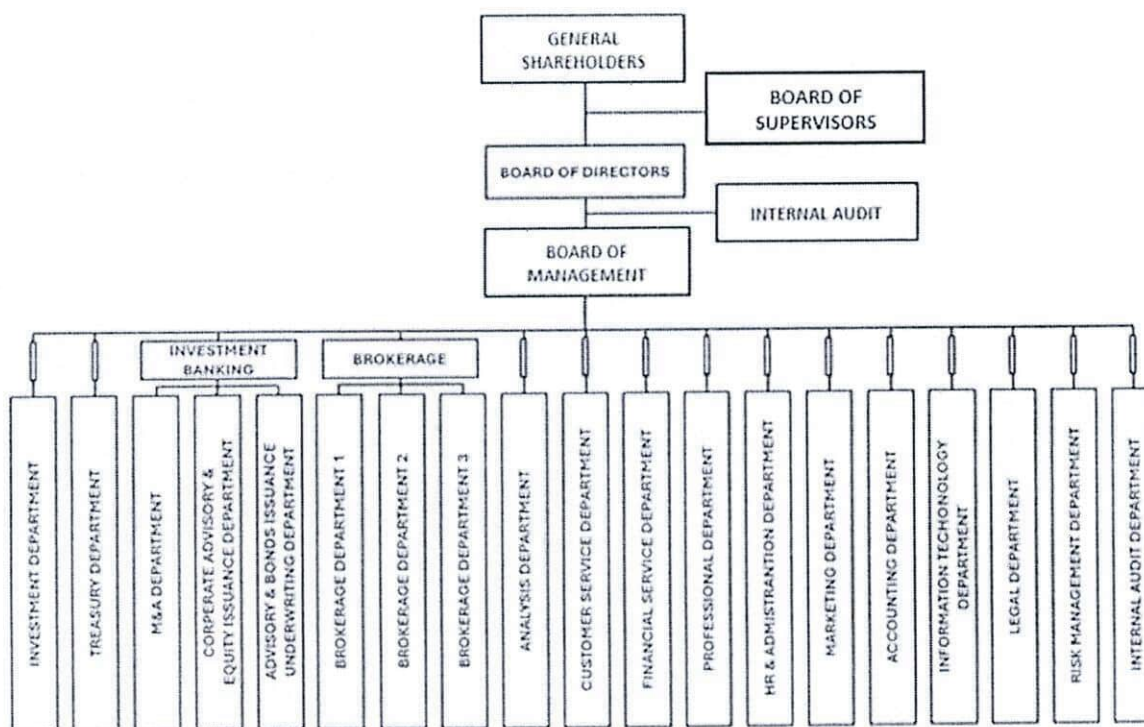 GENERAL
SHAREHOLDERS
BOARD OF
SUPERVISORS
BOARD OF DIRECTORS
INTERNAL AUDIT
BOARD OF
MANAGEMENT
INVESTMENT
BANKING
BROKERAGE
INVESTMENT DEPARTMENT
TREASURY DEPARTMENT
M&A DEPARTMENT
CORPERATE ADVISORY &
EQUITY ISSUANCE DEPARTMENT
ADVISORY & BONDS ISSUANCE
UNDERWRITING DEPARTMENT
BROKERAGE DEPARTMENT 1
BROKERAGE DEPARTMENT 2
BROKERAGE DEPARTMENT 3
ANALYSIS DEPARTMENT
CUSTOMER SERVICE DEPARTMENT
FINANCIAL SERVICE DEPARTMENT
PROFESSIONAL DEPARTMENT
HR & ADMISTRANTION DEPARTMENT
MARKETING DEPARTMENT
ACCOUNTING DEPARTMENT
INFORMATION TECHONOLOGY
DEPARTMENT
LEGAL DEPARTMENT
RISK MANAGEMENT DEPARTMENT
INTERNAL AUDIT DEPARTMENT